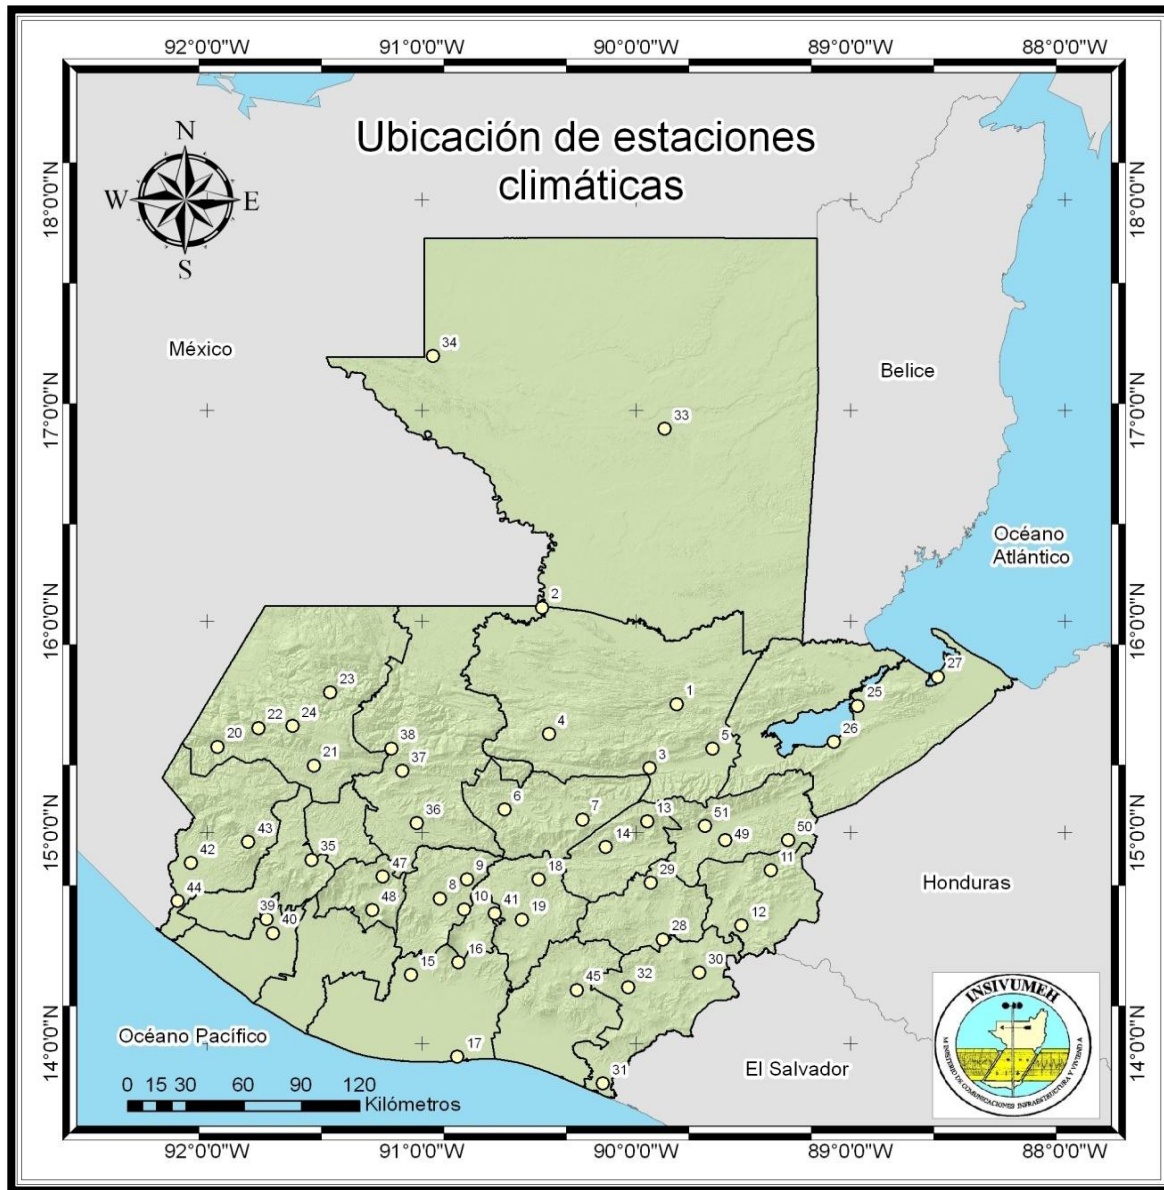 92°0'0"W 91°0'0"W 90°0'0"W 89°0'0"W 88°0'0"W
Ubicación de estaciones
climáticas
N
W E
S
18°0'0"N 18°0'0"N
México
34
Belice
17°0'0"N 17°0'0"N
33
Océano
Atlántico
2
16°0'0"N 16°0'0"N
27
23
1
25
22 24
4
20
38
5
26
21
37
3
6
7
36
13
51
15°0'0"N 15°0'0"N
43
14
49
50
42
35
11
47
9
18
29
Honduras
8
44
48
10
41
39
19
40
12
28
16
15
30
45
32
INSIVUMEH
MINISTERIO DE COMUNICACIONES INFRAESTRUCTURA Y VIVIENDA
14°0'0"N 14°0'0"N
Océano Pacífico
17
El Salvador
31
0 15 30 60 90 120
Kilómetros
92°0'0"W 91°0'0"W 90°0'0"W 89°0'0"W 88°0'0"W